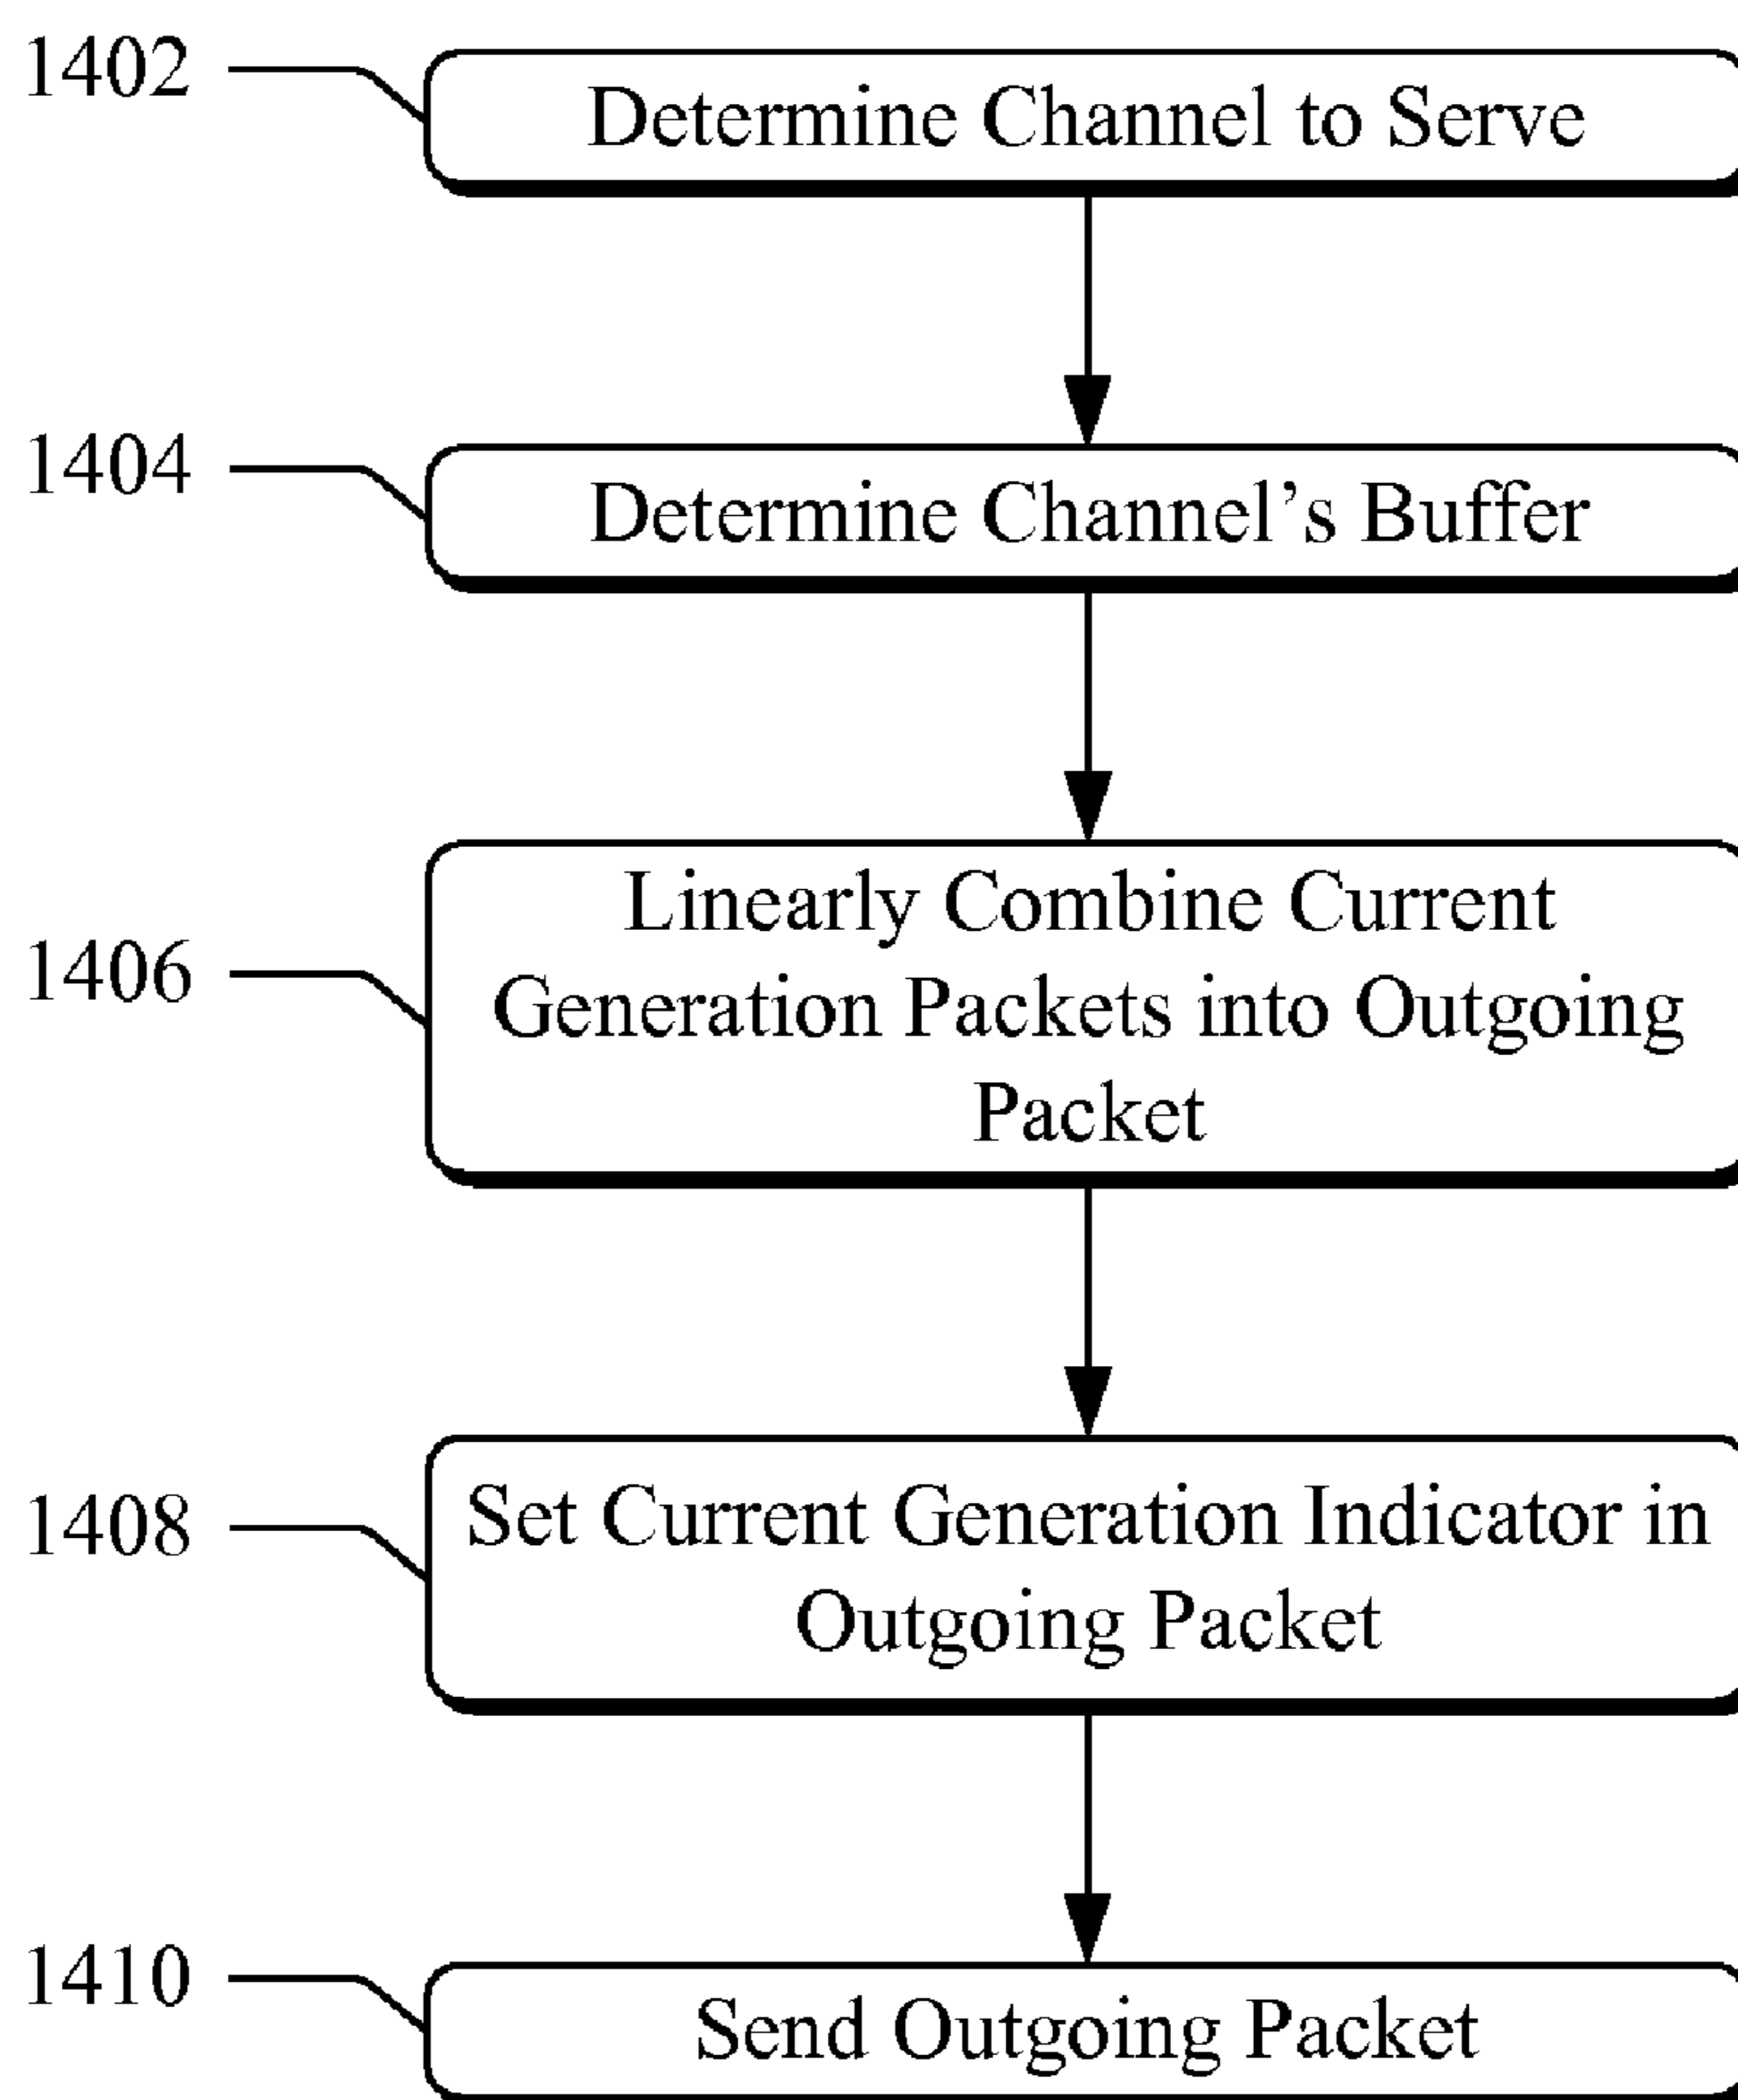 1402
Determine Channel to Serve
1404
Determine Channel's Buffer
1406
Linearly Combine Current
Generation Packets into Outgoing
Packet
1408
Set Current Generation Indicator in
Outgoing Packet
1410
Send Outgoing Packet